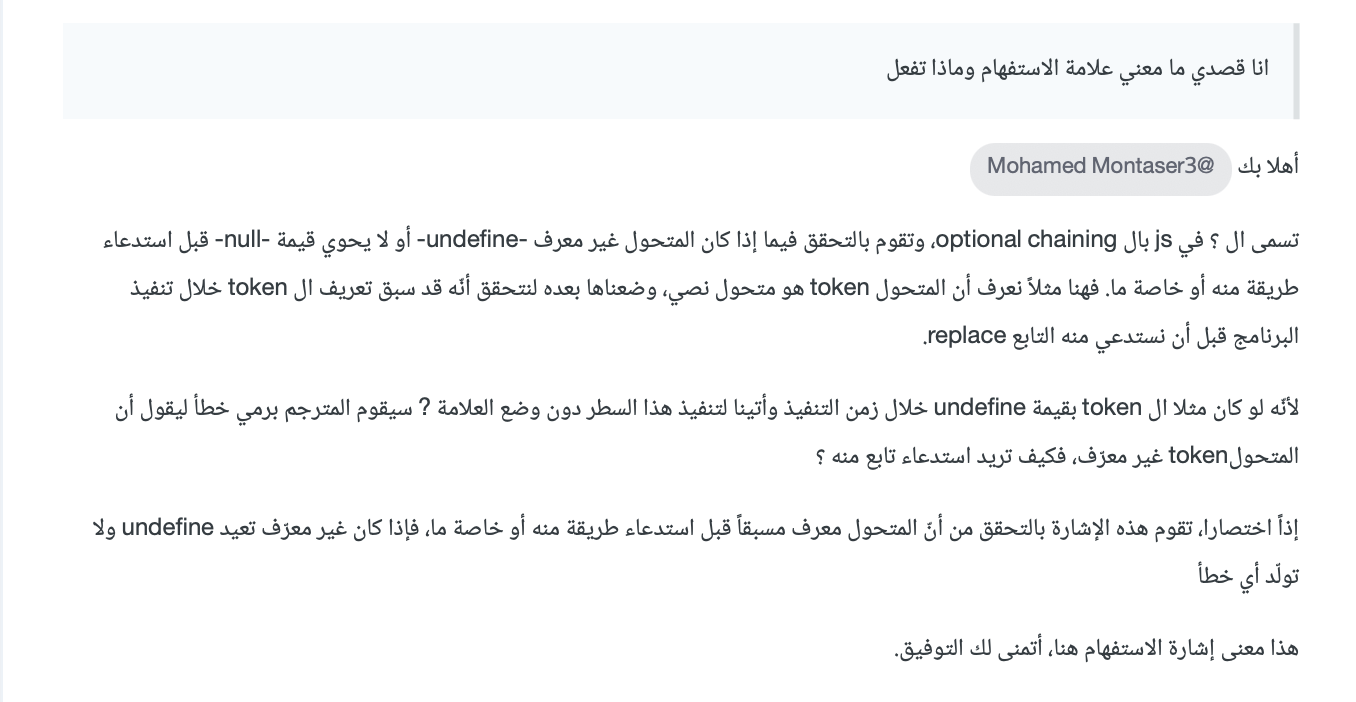 انا قصدي ما معني علامة الاستفهام وماذا تفعل
أهلا بك @Mohamed Montaser3
تسمى ال ؟ في js بال optional chaining، وتقوم بالتحقق فيما إذا كان المتحول غير معرف -undefine- أو لا يحوي قيمة -null- قبل استدعاء
طريقة منه أو خاصة ما. فهنا مثلاً نعرف أن المتحول token هو متحول نصي، وضعناها بعده لنتحقق أنّه قد سبق تعريف ال token خلال تنفيذ
البرنامج قبل أن نستدعي منه التابع replace.
لأنّه لو كان مثلا ال token بقيمة undefine خلال زمن التنفيذ وأتينا لتنفيذ هذا السطر دون وضع العلامة ? سيقوم المترجم برمي خطأ ليقول أن
المتحولtoken غير معرّف، فكيف تريد استدعاء تابع منه ؟
إذاً اختصارا، تقوم هذه الإشارة بالتحقق من أنّ المتحول معرف مسبقاً قبل استدعاء طريقة منه أو خاصة ما، فإذا كان غير معرّف تعيد undefine ولا
تولّد أي خطأ
هذا معنى إشارة الاستفهام هنا، أتمنى لك التوفيق.